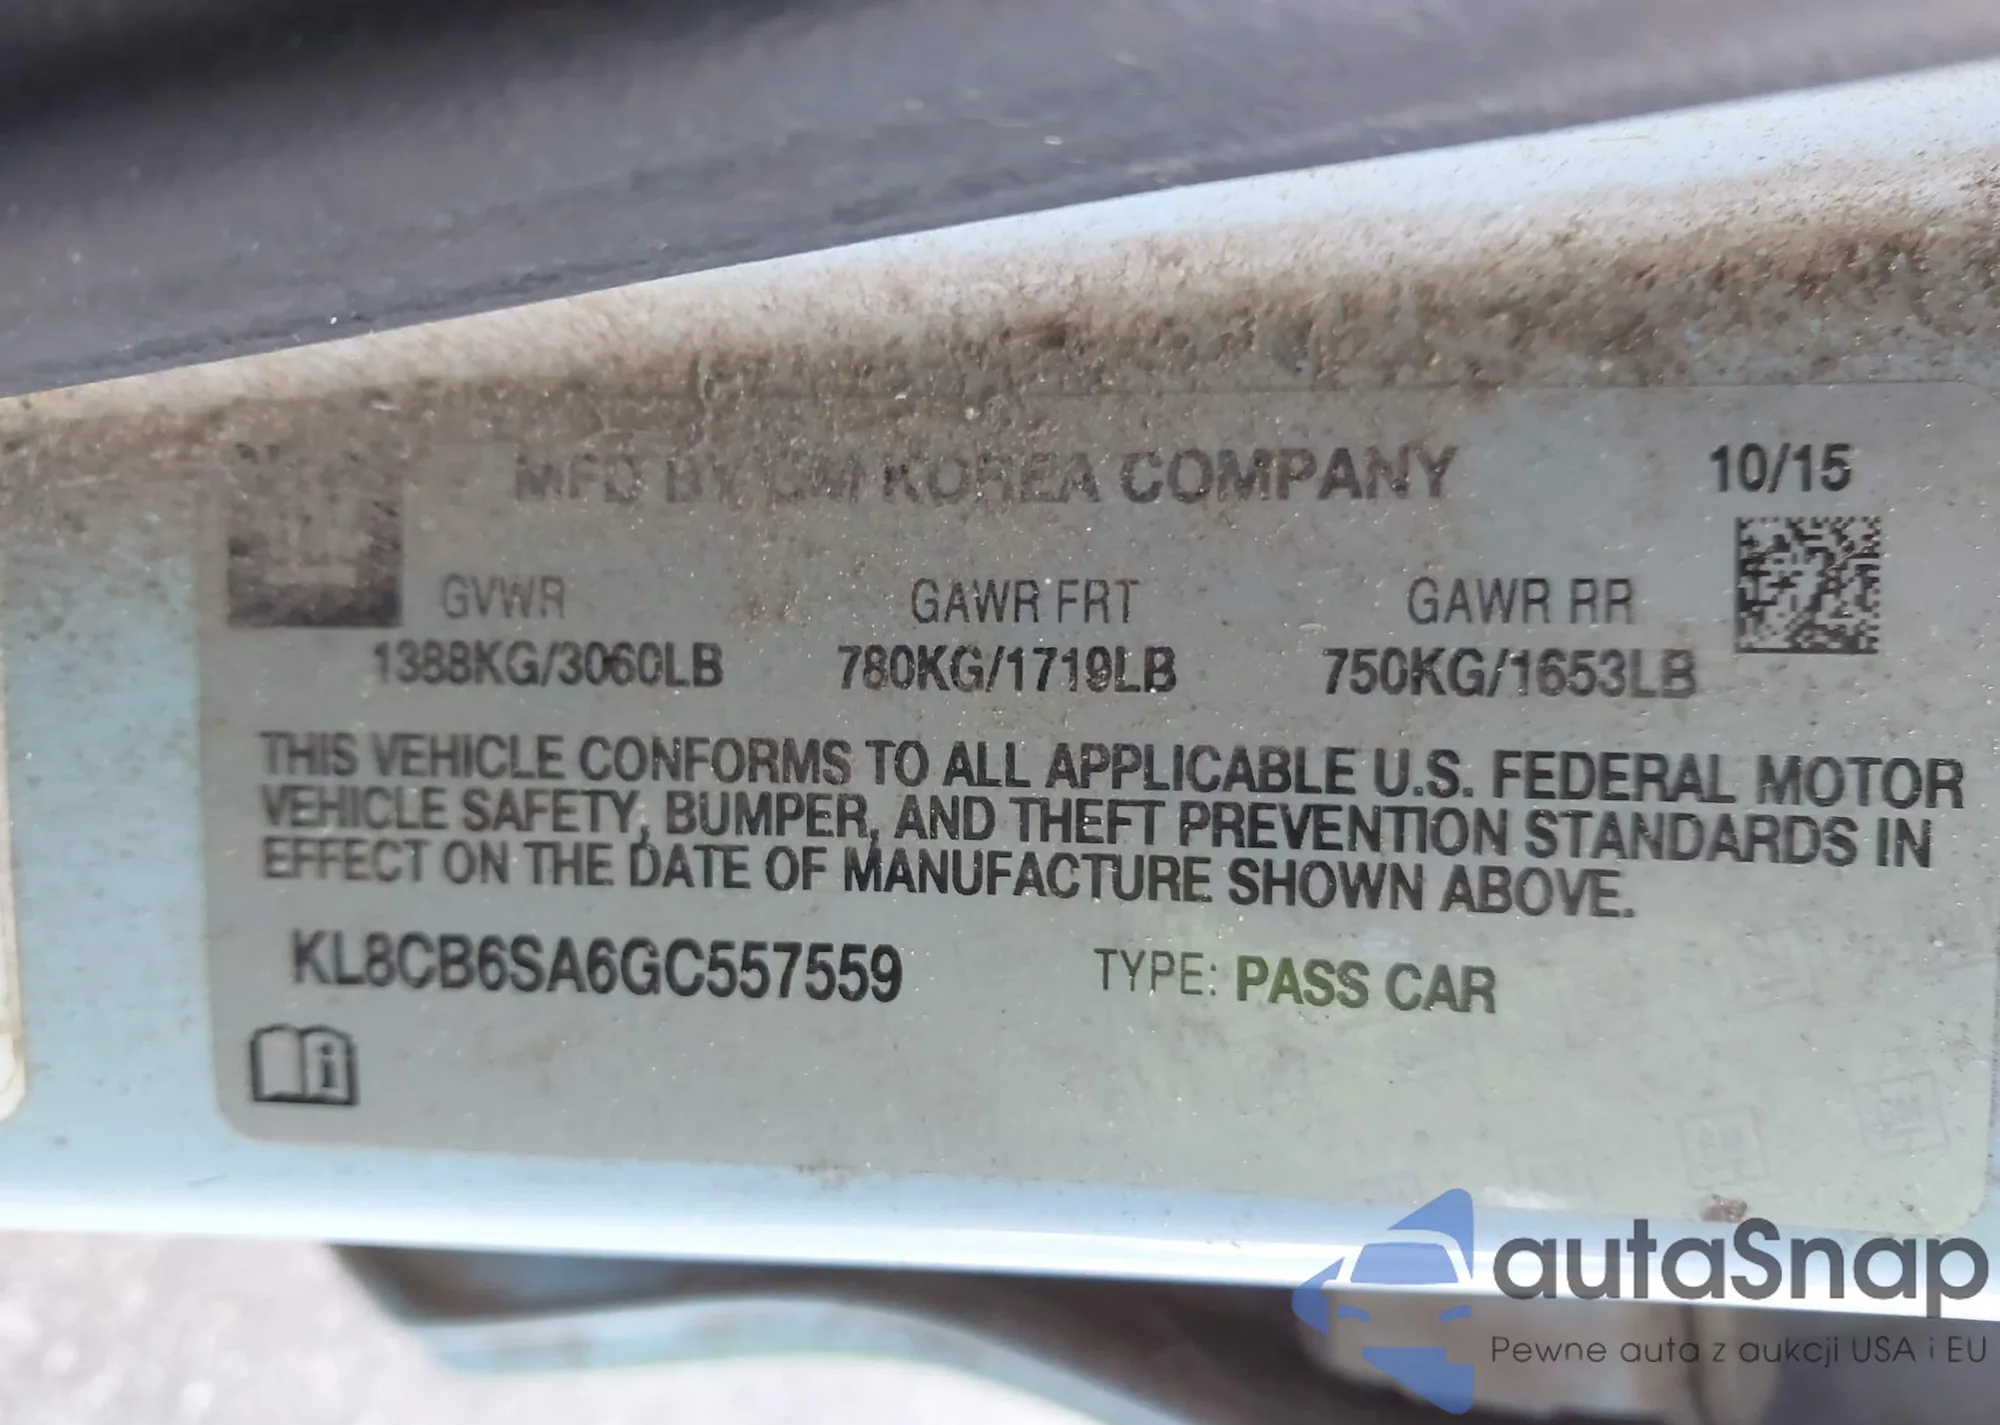 MFD BY GM KOREA COMPANY 10/15
GVWR GAWR FRT GAWR RR
1388KG/3060LB 780KG/1719LB 750KG/1653LB
THIS VEHICLE CONFORMS TO ALL APPLICABLE U.S. FEDERAL MOTOR
VEHICLE SAFETY, BUMPER, AND THEFT PREVENTION STANDARDS IN
EFFECT ON THE DATE OF MANUFACTURE SHOWN ABOVE.
KL8CB6SA6GC557559 TYPE: PASS CAR
autaSnap
Pewne auta z aukcji USA i EU